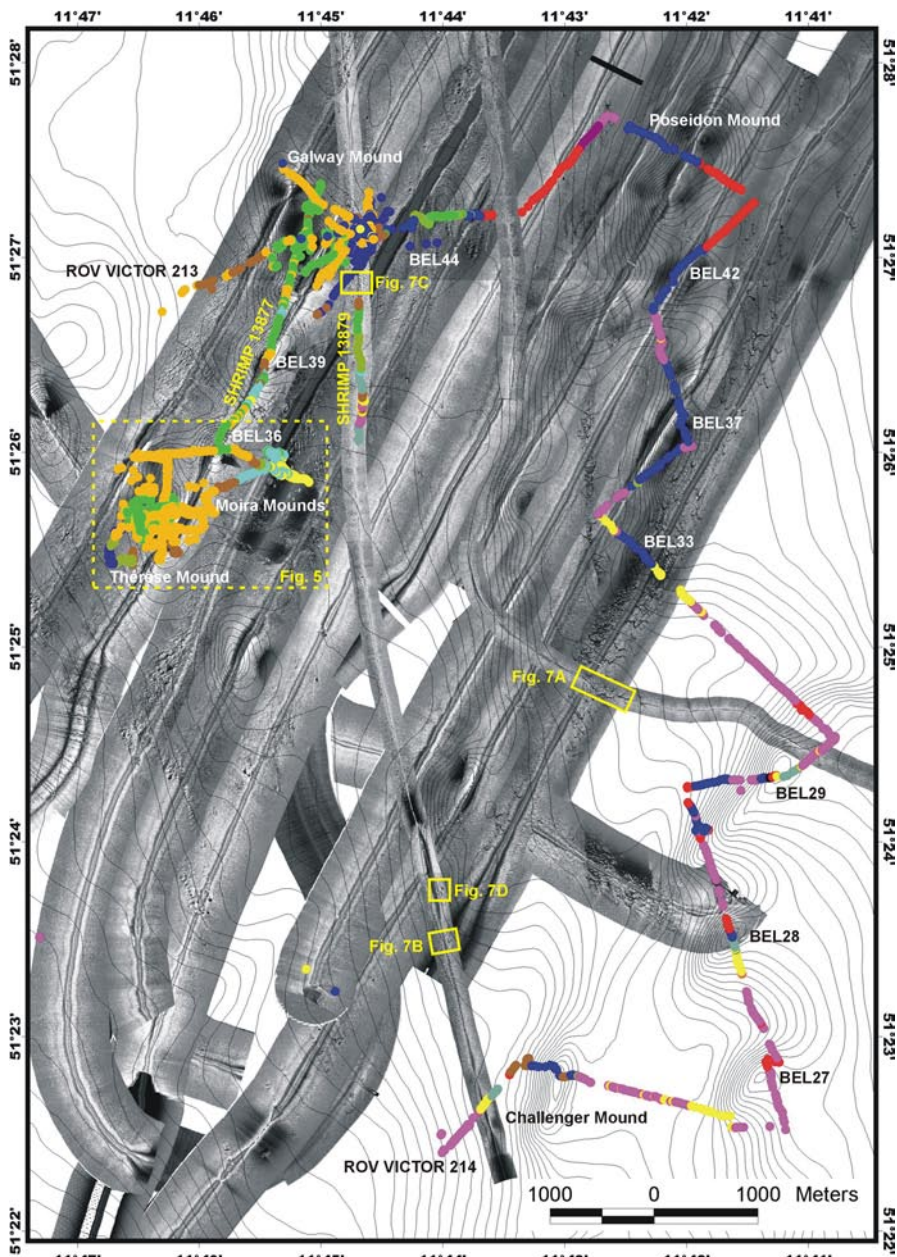 11°47' 11°46' 11°45' 11°44' 11°43' 11°42' 11°41'
51°28' 51°28'
Poseidon Mound
Galway Mound
51°27' 51°27'
BEL44
ROV VICTOR 213
BEL42
Fig. 7C
SHRIMP 13877
SHRIMP 13879
BEL39
BEL37
BEL36
51°26' 51°26'
Moira Mounds
BEL33
Thérèse Mound
Fig. 5
51°25' 51°25'
Fig. 7A
BEL29
51°24' 51°24'
Fig. 7D
BEL28
Fig. 7B
51°23' 51°23'
BEL27
Challenger Mound
ROV VICTOR 214
1000 0 1000 Meters
51°22' 51°22'